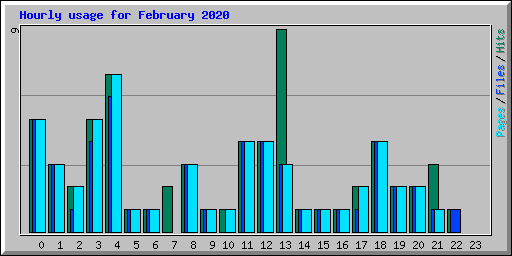 Hourly usage for February 2020
9
Pages/Files/Hits
0 1 2 3 4 5 6 7 8 9 10 11 12 13 14 15 16 17 18 19 20 21 22 23